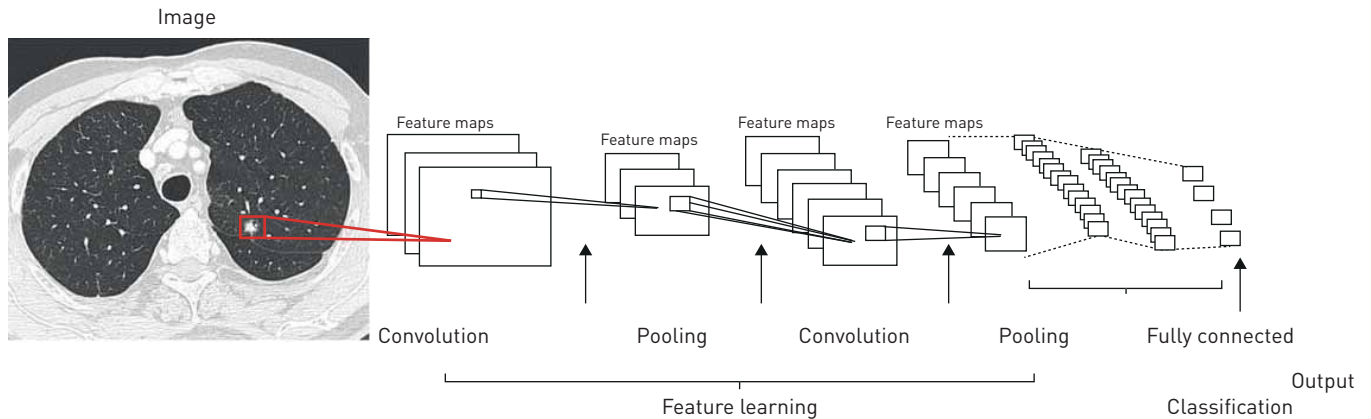 Image
Feature maps
Feature maps
Feature maps
Feature maps
Convolution
Pooling
Convolution
Pooling
Fully connected
Output
Feature learning
Classification